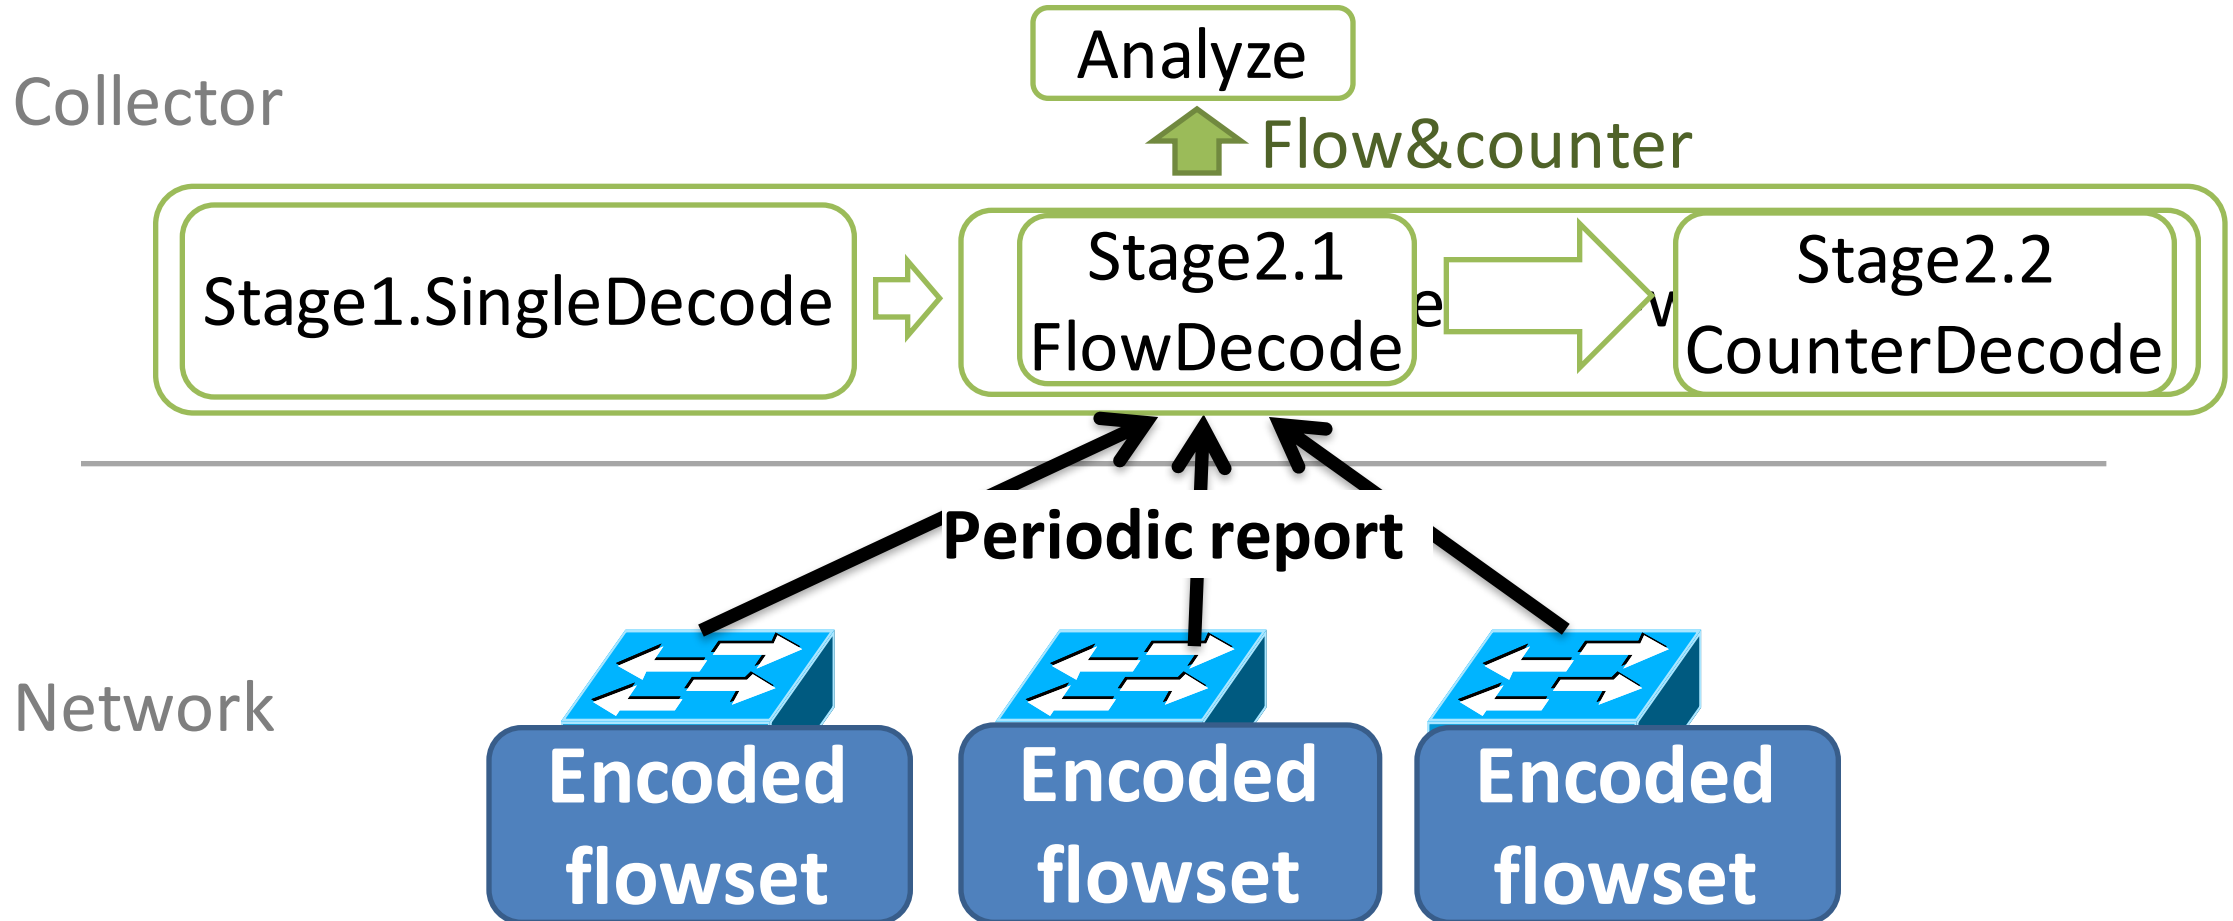 Analyze
Collector
Flow&counter
Stage1.SingleDecode
Stage2.1
FlowDecode
Stage2.2
CounterDecode
Periodic report
Network
Encoded
flowset
Encoded
flowset
Encoded
flowset